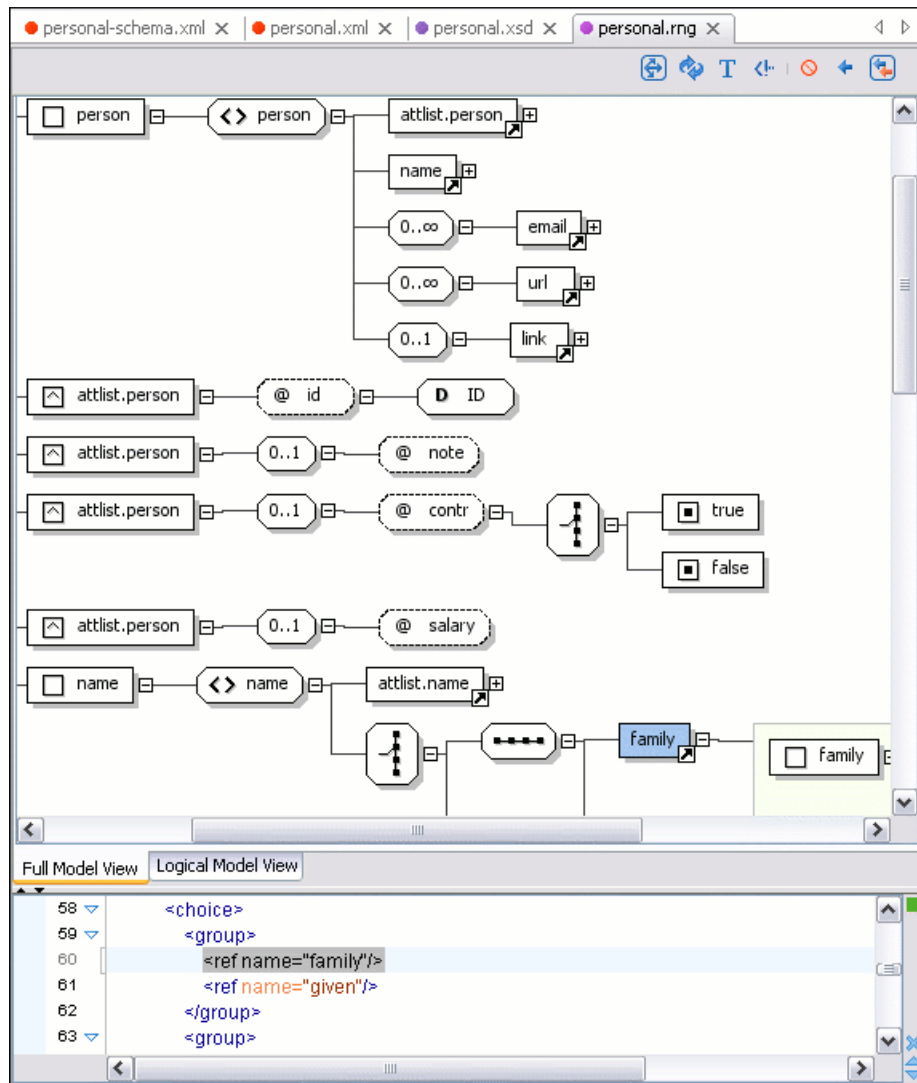 personal-schema.xml personal.xml personal.xsd personal.rng
T
person <> person attlist.person
name
0..∞ email
0..∞ url
0..1 link
attlist.person @ id D ID
attlist.person 0..1 @ note
attlist.person 0..1 @ contr true
false
attlist.person 0..1 @ salary
name <> name attlist.name
family family
Full Model View Logical Model View
58 <choice>
59 <group>
60 <ref name="family"/>
61 <ref name="given"/>
62 </group>
63 <group>